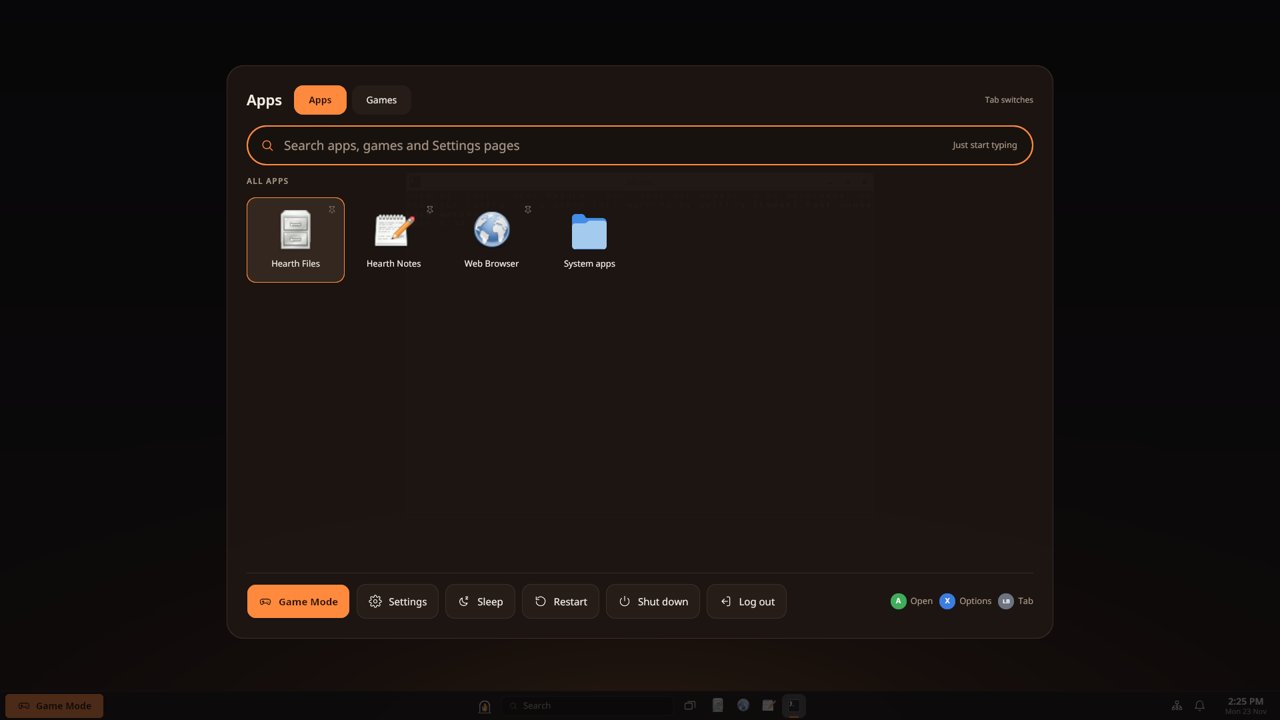 Apps
Apps
Games
Tab switches
Search apps, games and Settings pages
Just start typing
ALL APPS
Hearth Files
Hearth Notes
Web Browser
System apps
Game Mode
Settings
Sleep
Restart
Shut down
Log out
A Open
X Options
LB Tab
Game Mode
Search
2:25 PM
Mon 23 Nov